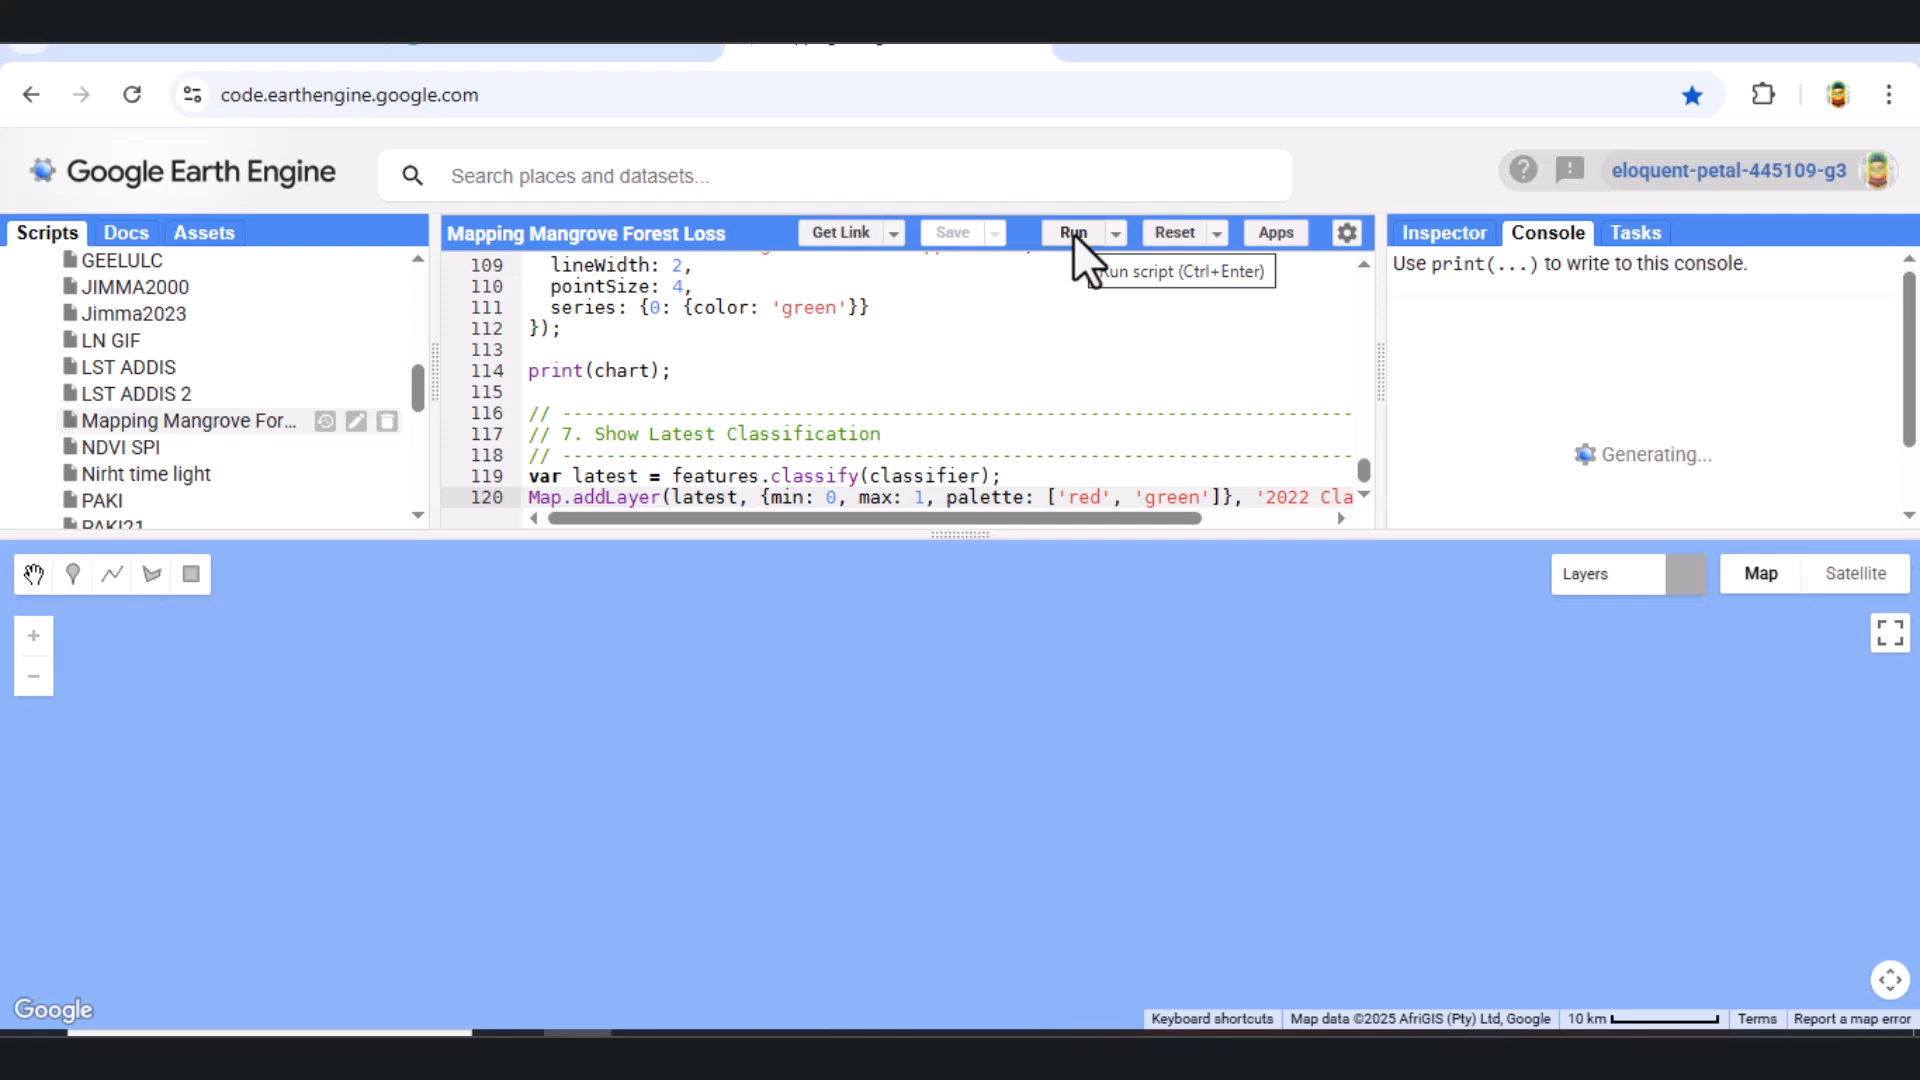 code.earthengine.google.com
Google Earth Engine
Search places and datasets...
eloquent-petal-445109-g3
Scripts
Docs
Assets
GEELULC
JIMMA2000
Jimma2023
LN GIF
LST ADDIS
LST ADDIS 2
Mapping Mangrove For...
NDVI SPI
Nirht time light
PAKI
PAKI21
Mapping Mangrove Forest Loss
Get Link
Save
Run
Reset
Apps
Run script (Ctrl+Enter)
109 lineWidth: 2,
110 pointSize: 4,
111 series: {0: {color: 'green'}}
112 });
113
114 print(chart);
115
116 // ------------------------------------------------------------------------
117 // 7. Show Latest Classification
118 // ------------------------------------------------------------------------
119 var latest = features.classify(classifier);
120 Map.addLayer(latest, {min: 0, max: 1, palette: ['red', 'green']}, '2022 Cla
Inspector
Console
Tasks
Use print(...) to write to this console.
Generating...
Layers
Map
Satellite
Google
Keyboard shortcuts
Map data ©2025 AfriGIS (Pty) Ltd, Google
10 km
Terms
Report a map error